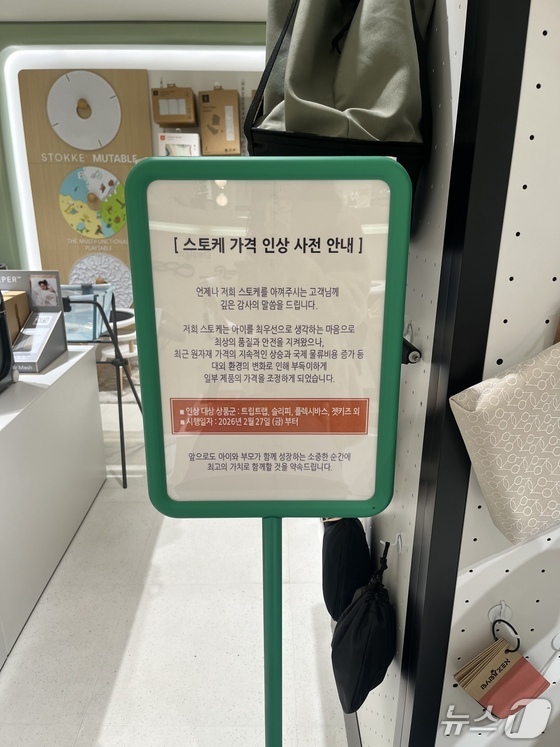 STOKKE® MUTABLE
THE MULTI-FUNCTIONAL
PLAYTABLE
[ 스토케 가격 인상 사전 안내 ]
언제나 저희 스토케를 아껴주시는 고객님께
깊은 감사의 말씀을 드립니다.
저희 스토케는 아이를 최우선으로 생각하는 마음으로
최상의 품질과 안전을 지켜왔으나,
최근 원자재 가격의 지속적인 상승과 국제 물류비용 증가 등
대외 환경의 변화로 인해 부득이하게
일부 제품의 가격을 조정하게 되었습니다.
■ 인상 대상 상품군 : 트립트랩, 슬리피, 플렉시바스, 젯키즈 외
■ 시행일자 : 2026년 2월 27일 (금) 부터
앞으로도 아이와 부모가 함께 성장하는 소중한 순간에
최고의 가치로 함께할 것을 약속드립니다.
뉴스1